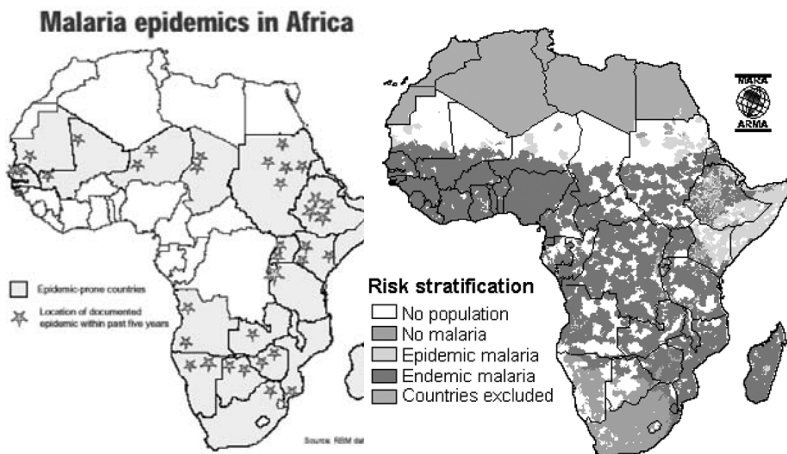 Malaria epidemics in Africa
Epidemic-prone countries
Location of documented
epidemic within past five years
Source: RBM dat
MARA
ARMA
Risk stratification
No population
No malaria
Epidemic malaria
Endemic malaria
Countries excluded